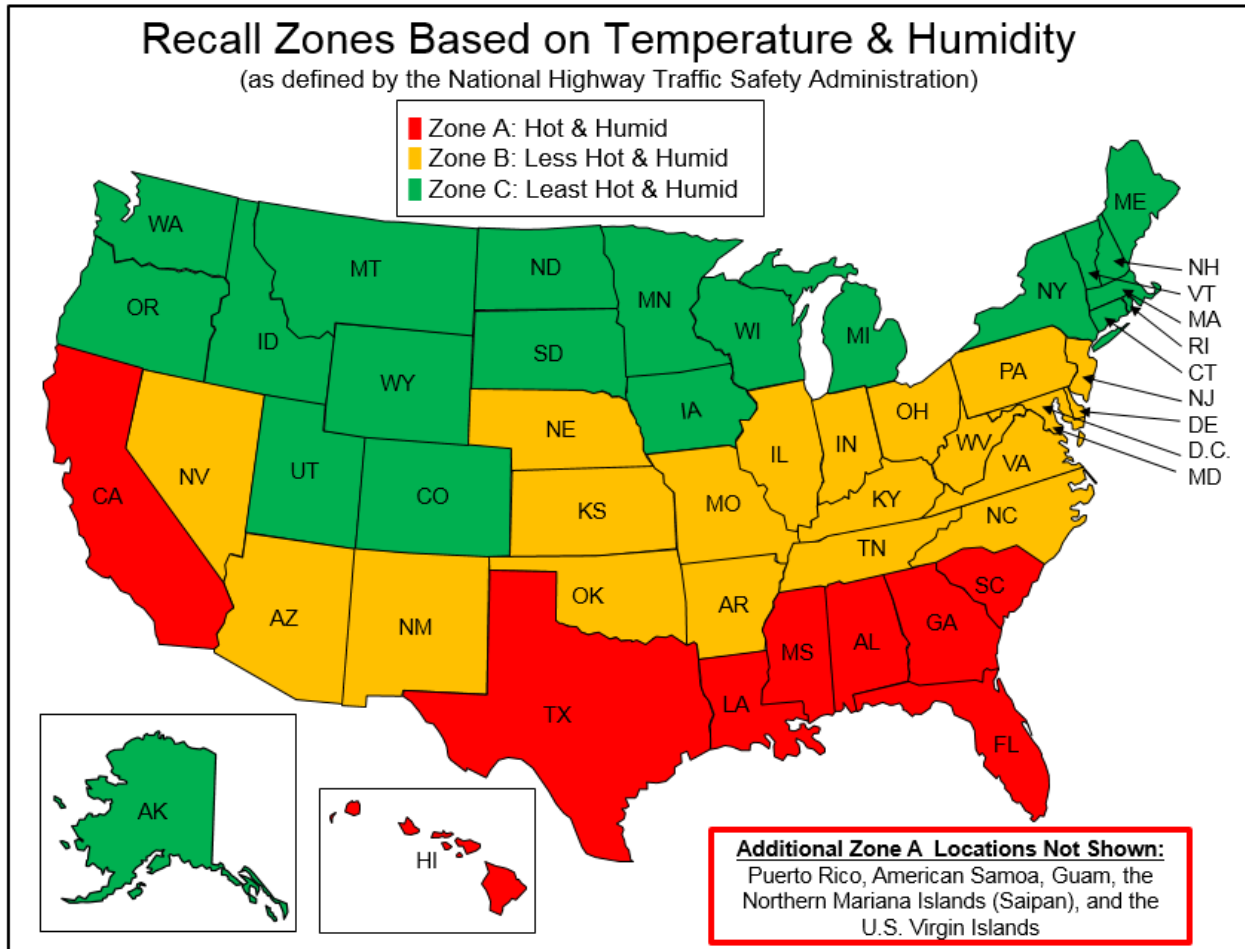 Recall Zones Based on Temperature & Humidity
(as defined by the National Highway Traffic Safety Administration)
Zone A: Hot & Humid
Zone B: Less Hot & Humid
Zone C: Least Hot & Humid
WA
MT
ND
MN
ME
OR
ID
SD
WI
MI
NY
NH
VT
MA
RI
CT
NJ
DE
D.C.
MD
WY
IA
PA
NE
IL
IN
OH
WV
VA
NV
UT
CO
CA
KS
MO
KY
NC
TN
AZ
NM
OK
AR
SC
MS
AL
GA
TX
LA
FL
AK
HI
Additional Zone A Locations Not Shown:
Puerto Rico, American Samoa, Guam, the
Northern Mariana Islands (Saipan), and the
U.S. Virgin Islands